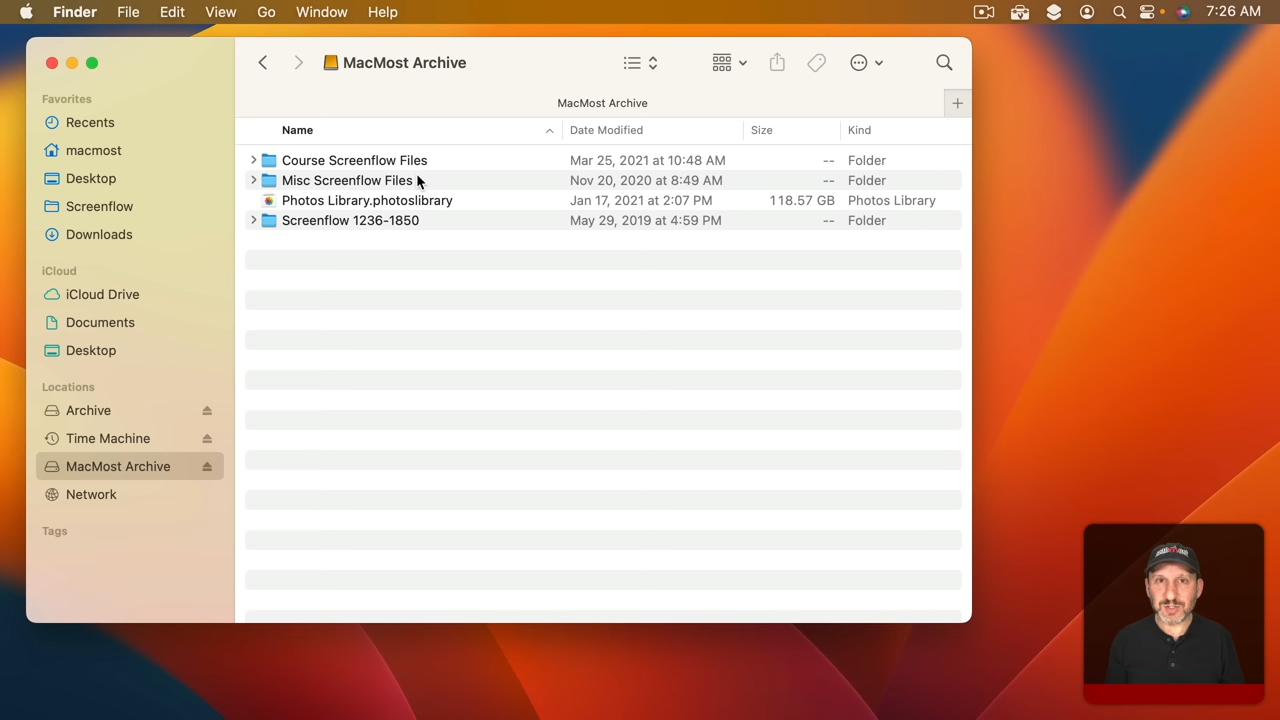 Finder File Edit View Go Window Help 7:26 AM
MacMost Archive
MacMost Archive
Favorites
Recents
macmost
Desktop
Screenflow
Downloads
iCloud
iCloud Drive
Documents
Desktop
Locations
Archive
Time Machine
MacMost Archive
Network
Tags
Name Date Modified Size Kind
Course Screenflow Files Mar 25, 2021 at 10:48 AM -- Folder
Misc Screenflow Files Nov 20, 2020 at 8:49 AM -- Folder
Photos Library.photoslibrary Jan 17, 2021 at 2:07 PM 118.57 GB Photos Library
Screenflow 1236-1850 May 29, 2019 at 4:59 PM -- Folder